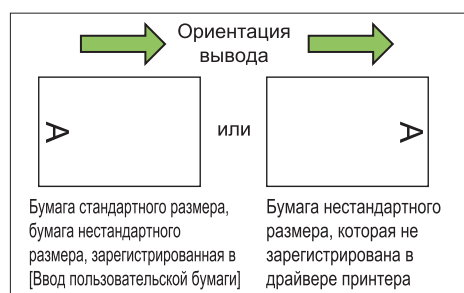 Ориентация
вывода
A
или
A
Бумага стандартного размера,
бумага нестандартного
размера, зарегистрированная в
[Ввод пользовательской бумаги]
Бумага нестандартного
размера, которая не
зарегистрирована в
драйвере принтера